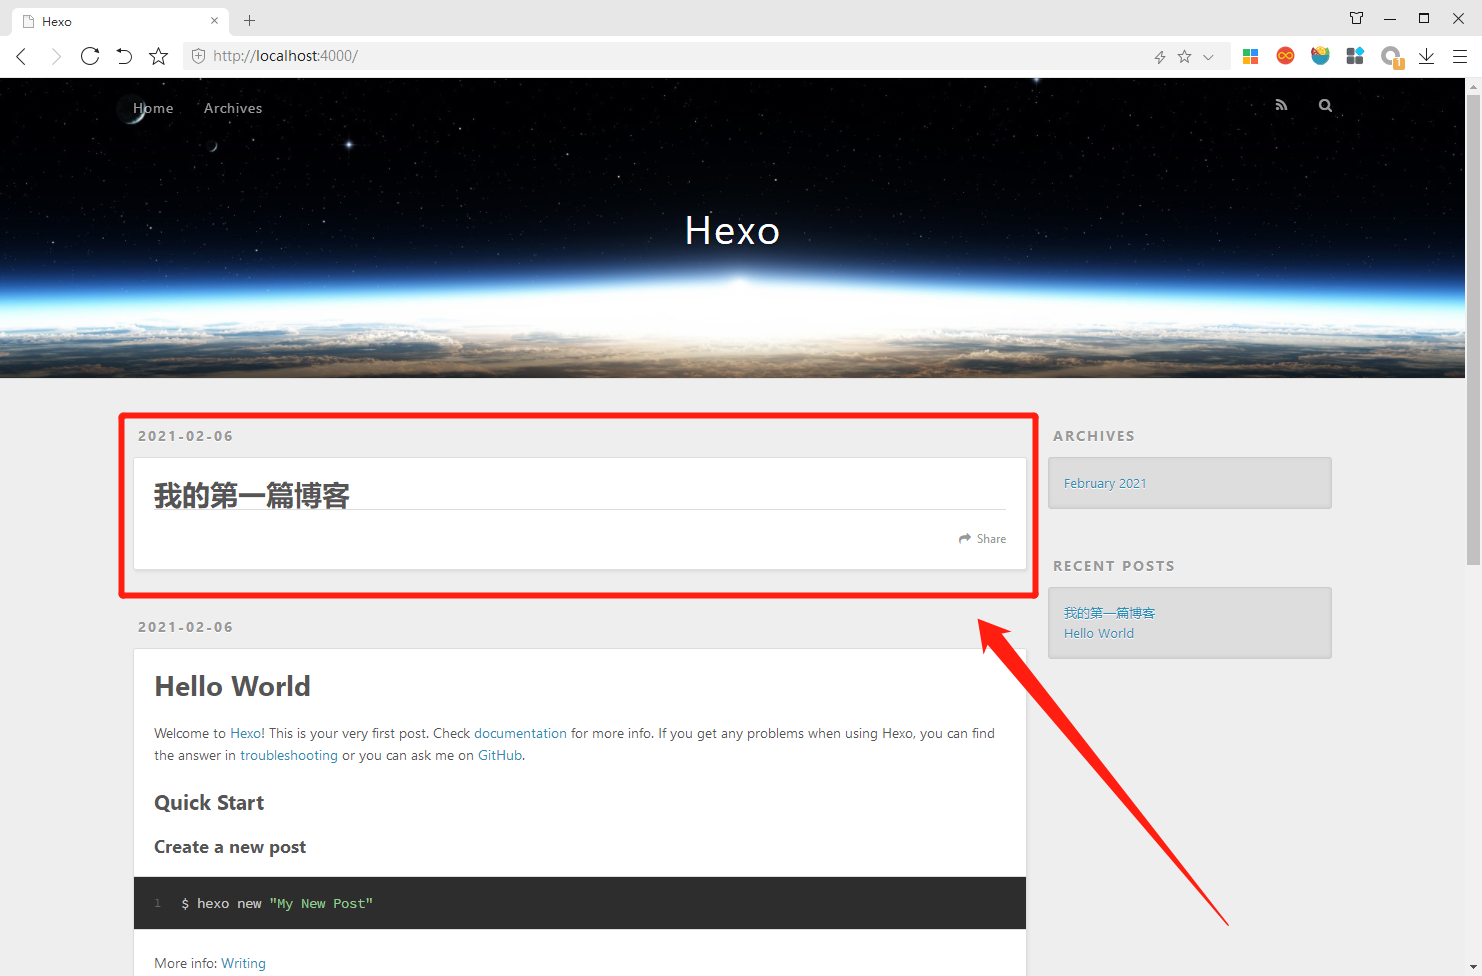 Hexo
http://localhost:4000/
1
Home Archives
Hexo
2021-02-06
我的第一篇博客
Share
2021-02-06
Hello World
Welcome to Hexo! This is your very first post. Check documentation for more info. If you get any problems when using Hexo, you can find
the answer in troubleshooting or you can ask me on GitHub.
Quick Start
Create a new post
1 $ hexo new "My New Post"
More info: Writing
ARCHIVES
February 2021
RECENT POSTS
我的第一篇博客
Hello World